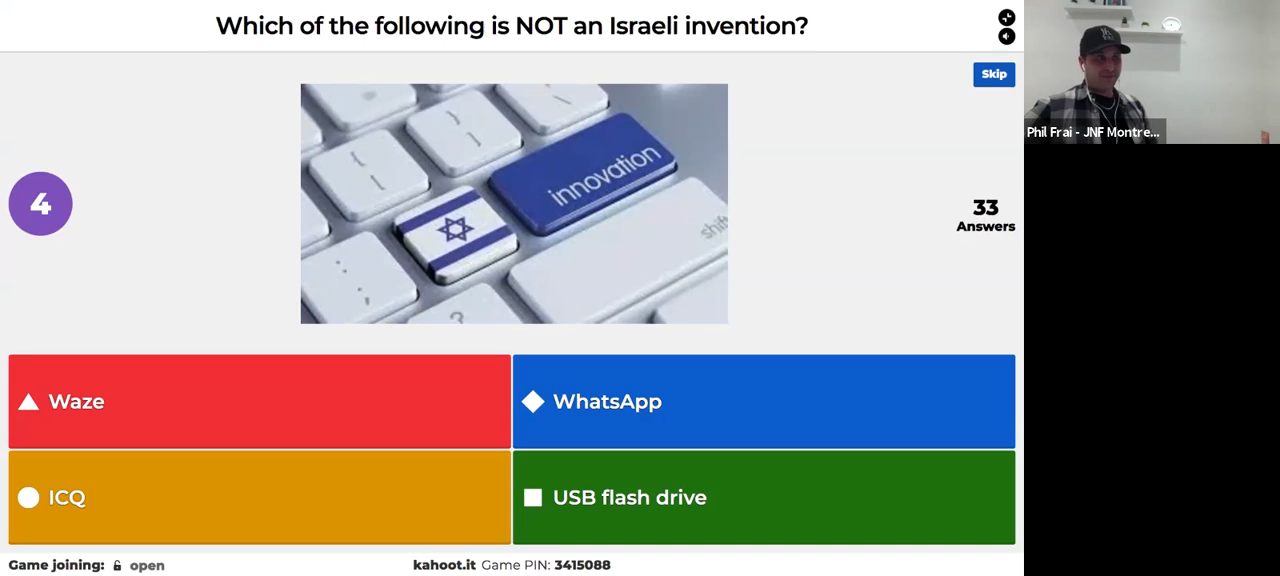 Which of the following is NOT an Israeli invention?
Skip
Phil Frai - JNF Montre...
innovation
shift
4
33
Answers
?
Waze
WhatsApp
ICQ
USB flash drive
Game joining: open
kahoot.it Game PIN: 3415088